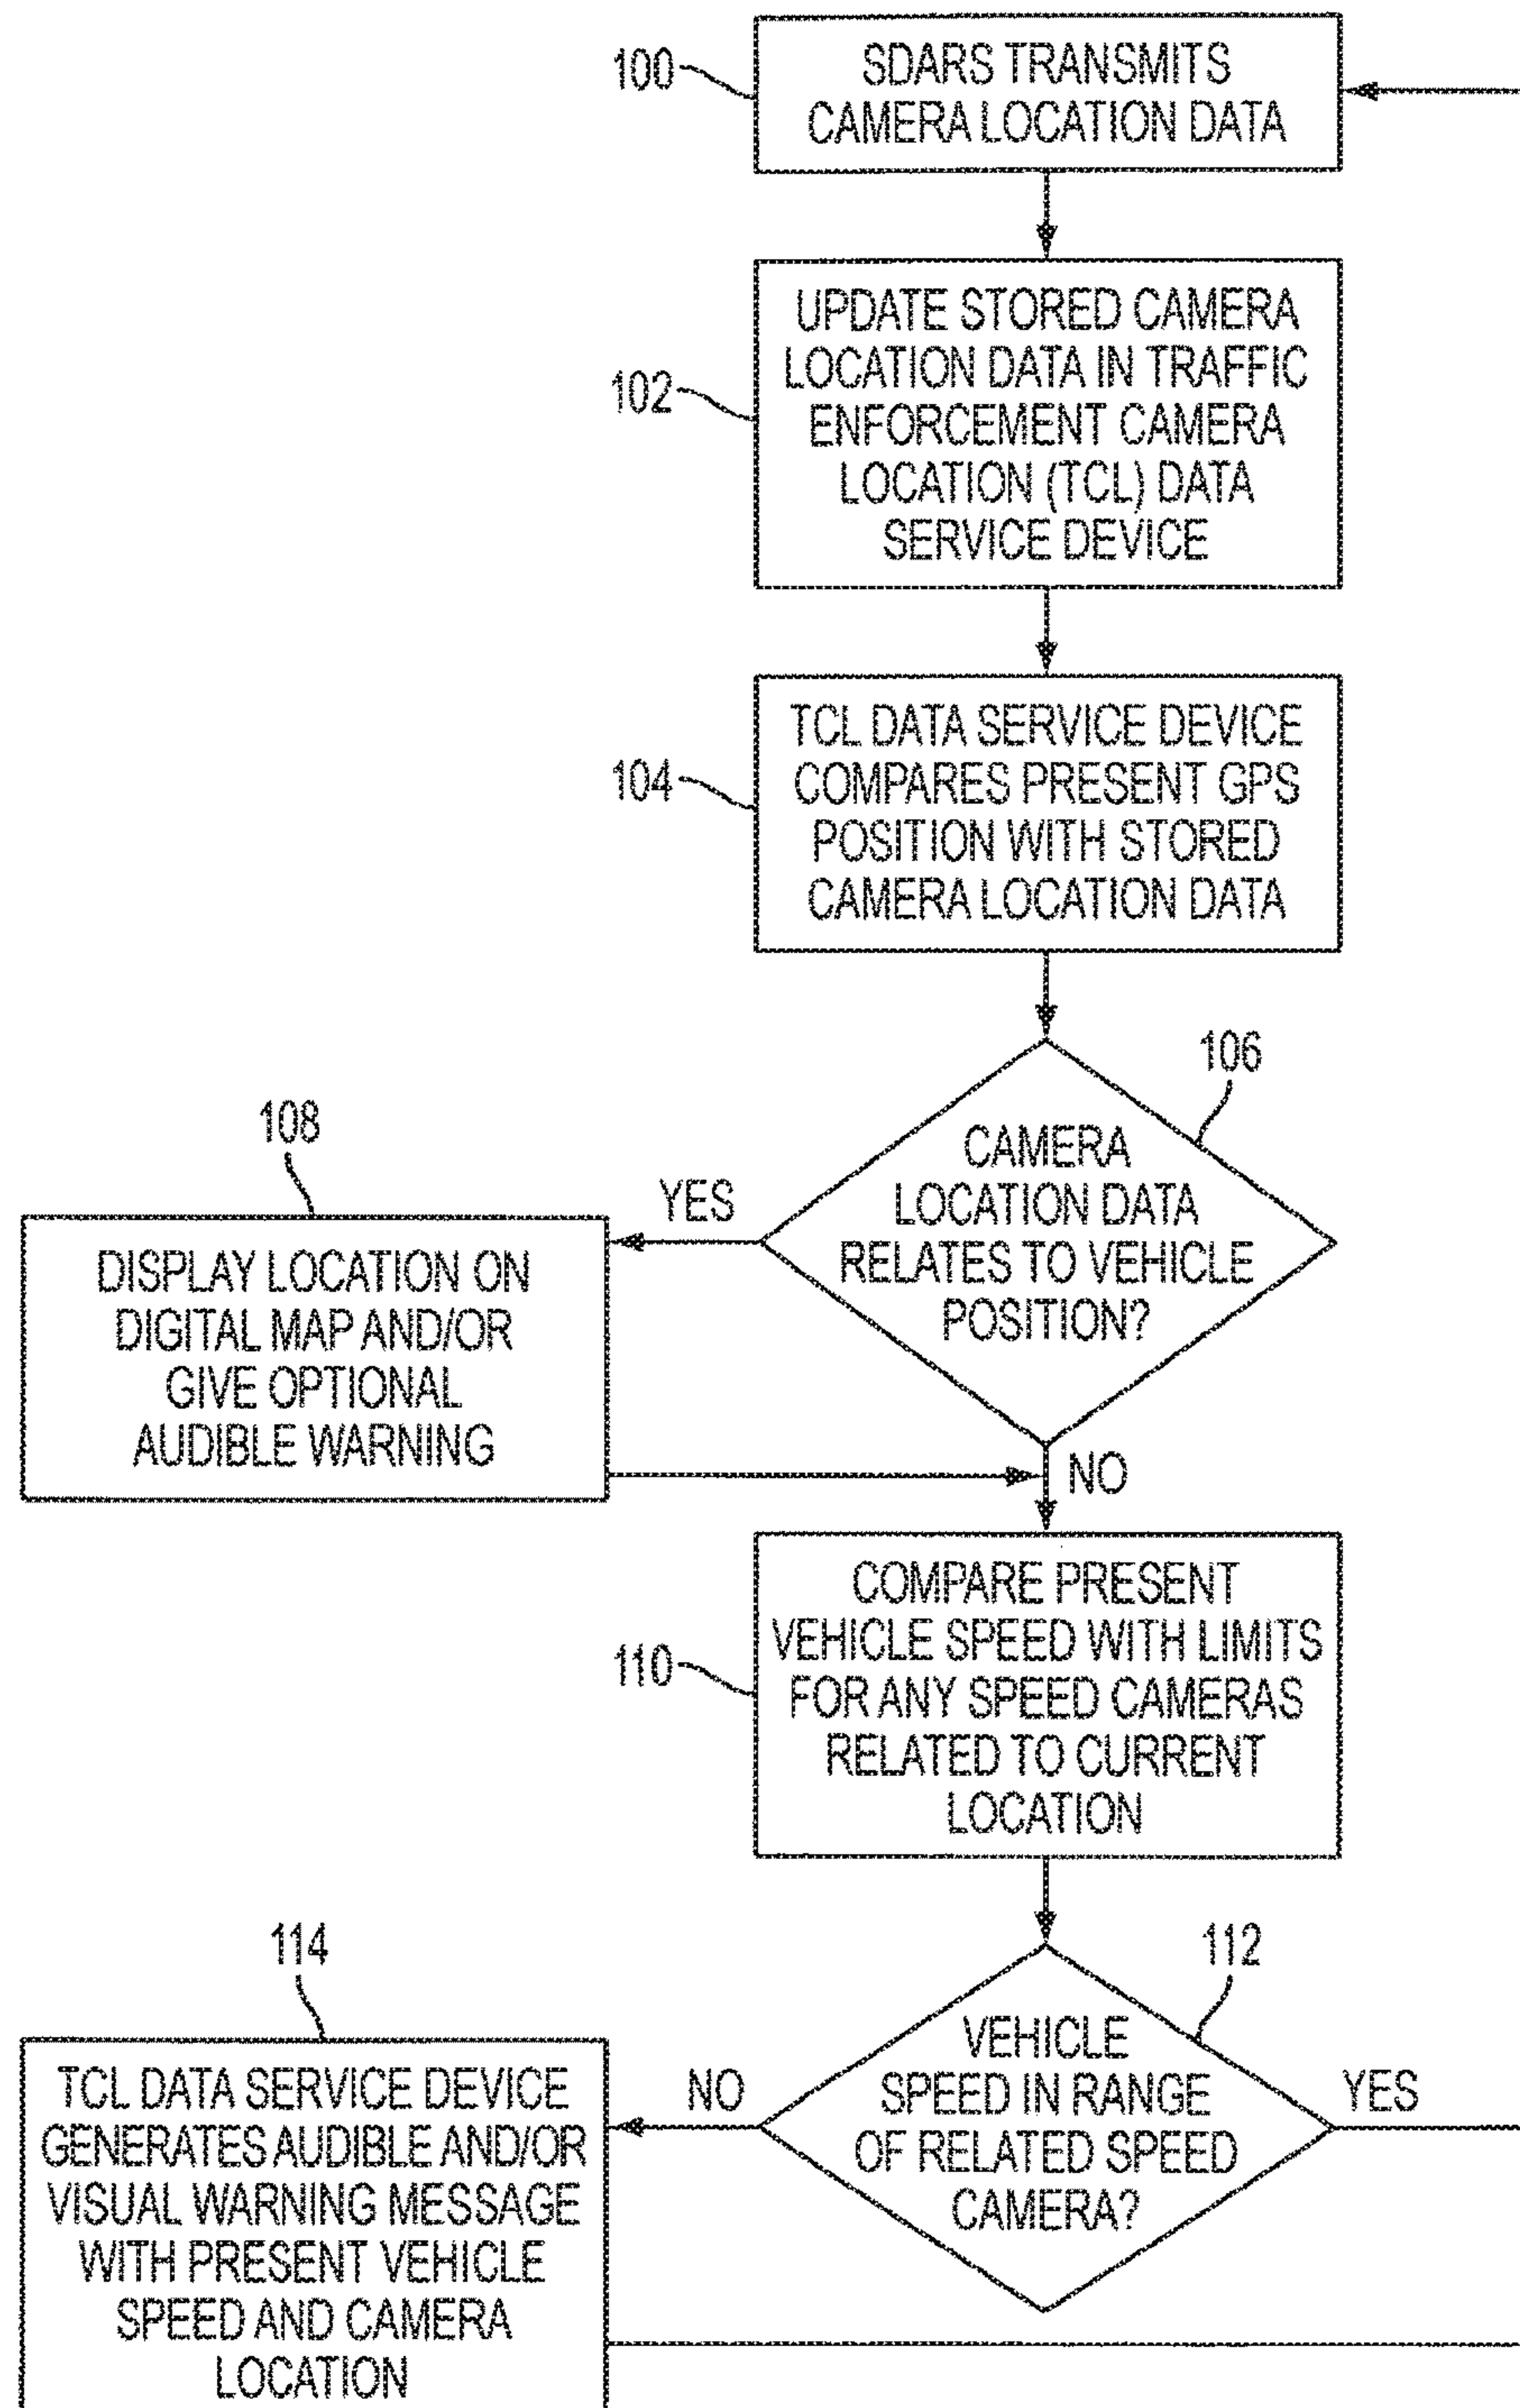 100
SDARS TRANSMITS
CAMERA LOCATION DATA
102
UPDATE STORED CAMERA
LOCATION DATA IN TRAFFIC
ENFORCEMENT CAMERA
LOCATION (TCL) DATA
SERVICE DEVICE
104
TCL DATA SERVICE DEVICE
COMPARES PRESENT GPS
POSITION WITH STORED
CAMERA LOCATION DATA
106
CAMERA
LOCATION DATA
RELATES TO VEHICLE
POSITION?
YES
108
DISPLAY LOCATION ON
DIGITAL MAP AND/OR
GIVE OPTIONAL
AUDIBLE WARNING
NO
110
COMPARE PRESENT
VEHICLE SPEED WITH LIMITS
FOR ANY SPEED CAMERAS
RELATED TO CURRENT
LOCATION
112
VEHICLE
SPEED IN RANGE
OF RELATED SPEED
CAMERA?
YES
NO
114
TCL DATA SERVICE DEVICE
GENERATES AUDIBLE AND/OR
VISUAL WARNING MESSAGE
WITH PRESENT VEHICLE
SPEED AND CAMERA
LOCATION